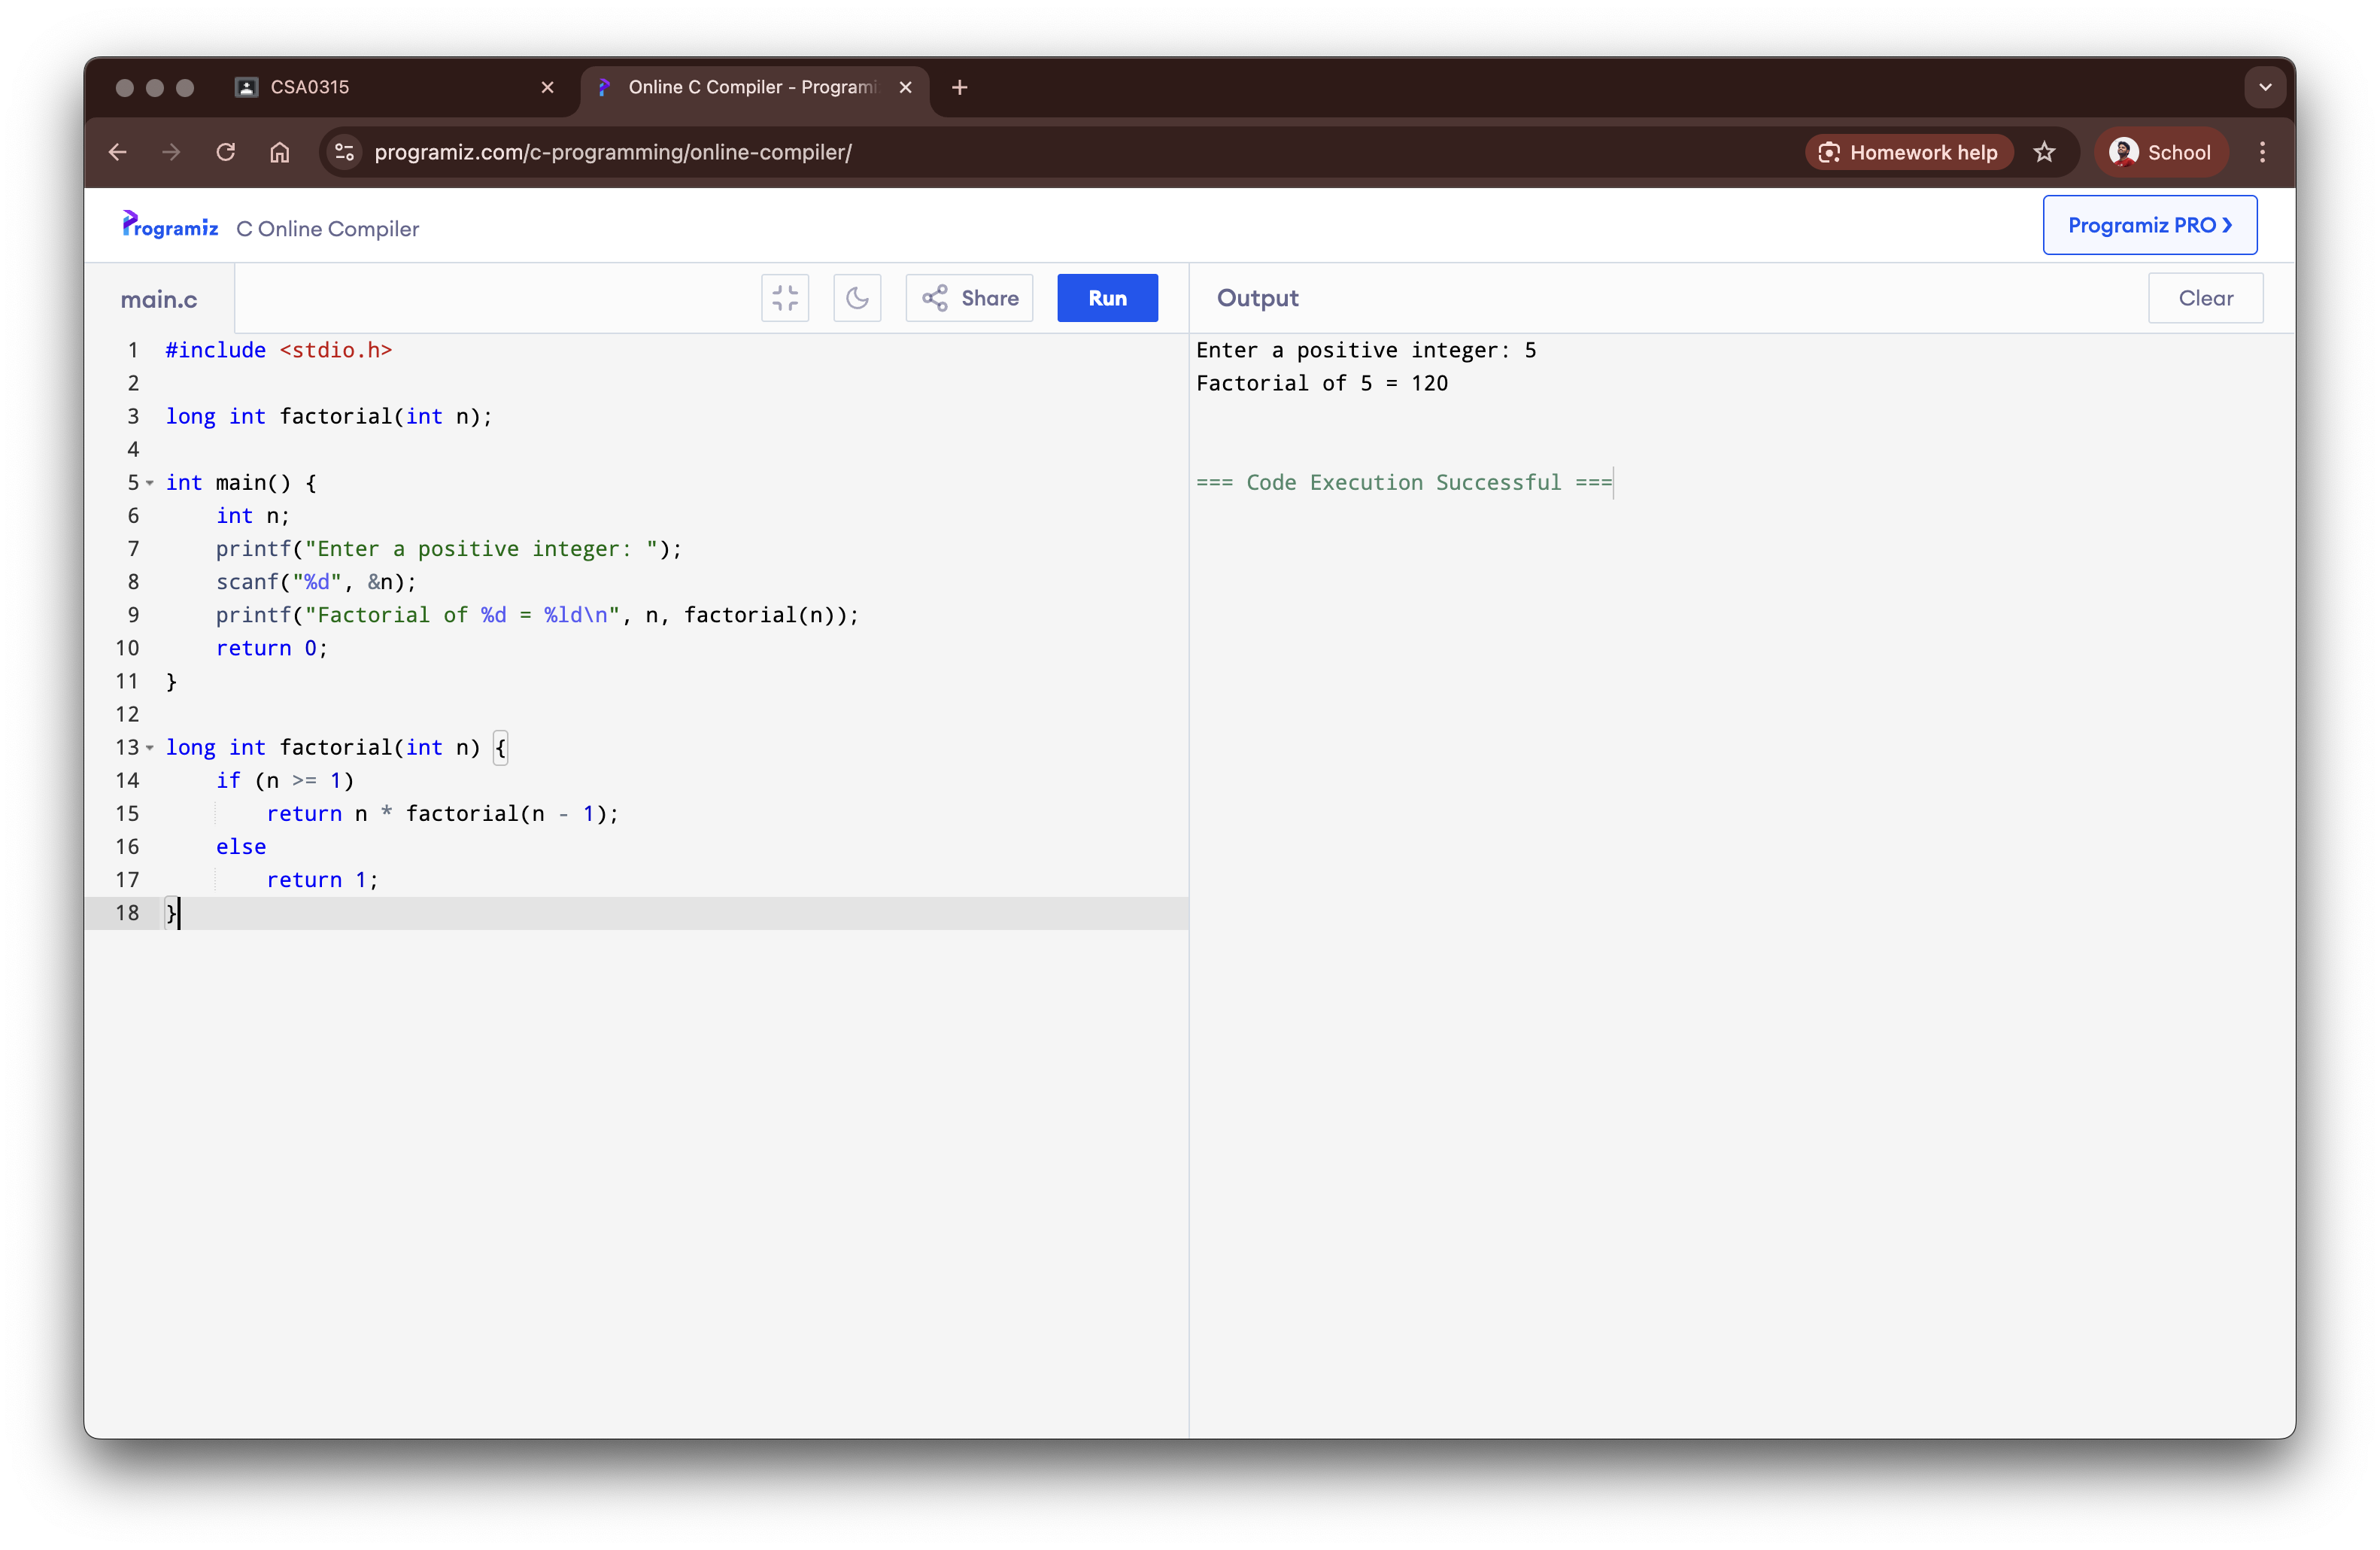 CSA0315
Online C Compiler - Programi
programiz.com/c-programming/online-compiler/
Homework help
School
Programiz C Online Compiler
Programiz PRO
main.c
Share
Run
Output
Clear
1 #include <stdio.h>
2
3 long int factorial(int n);
4
5 int main() {
6     int n;
7     printf("Enter a positive integer: ");
8     scanf("%d", &n);
9     printf("Factorial of %d = %ld\n", n, factorial(n));
10     return 0;
11 }
12
13 long int factorial(int n) {
14     if (n >= 1)
15         return n * factorial(n - 1);
16     else
17         return 1;
18 }
Enter a positive integer: 5
Factorial of 5 = 120
=== Code Execution Successful ===